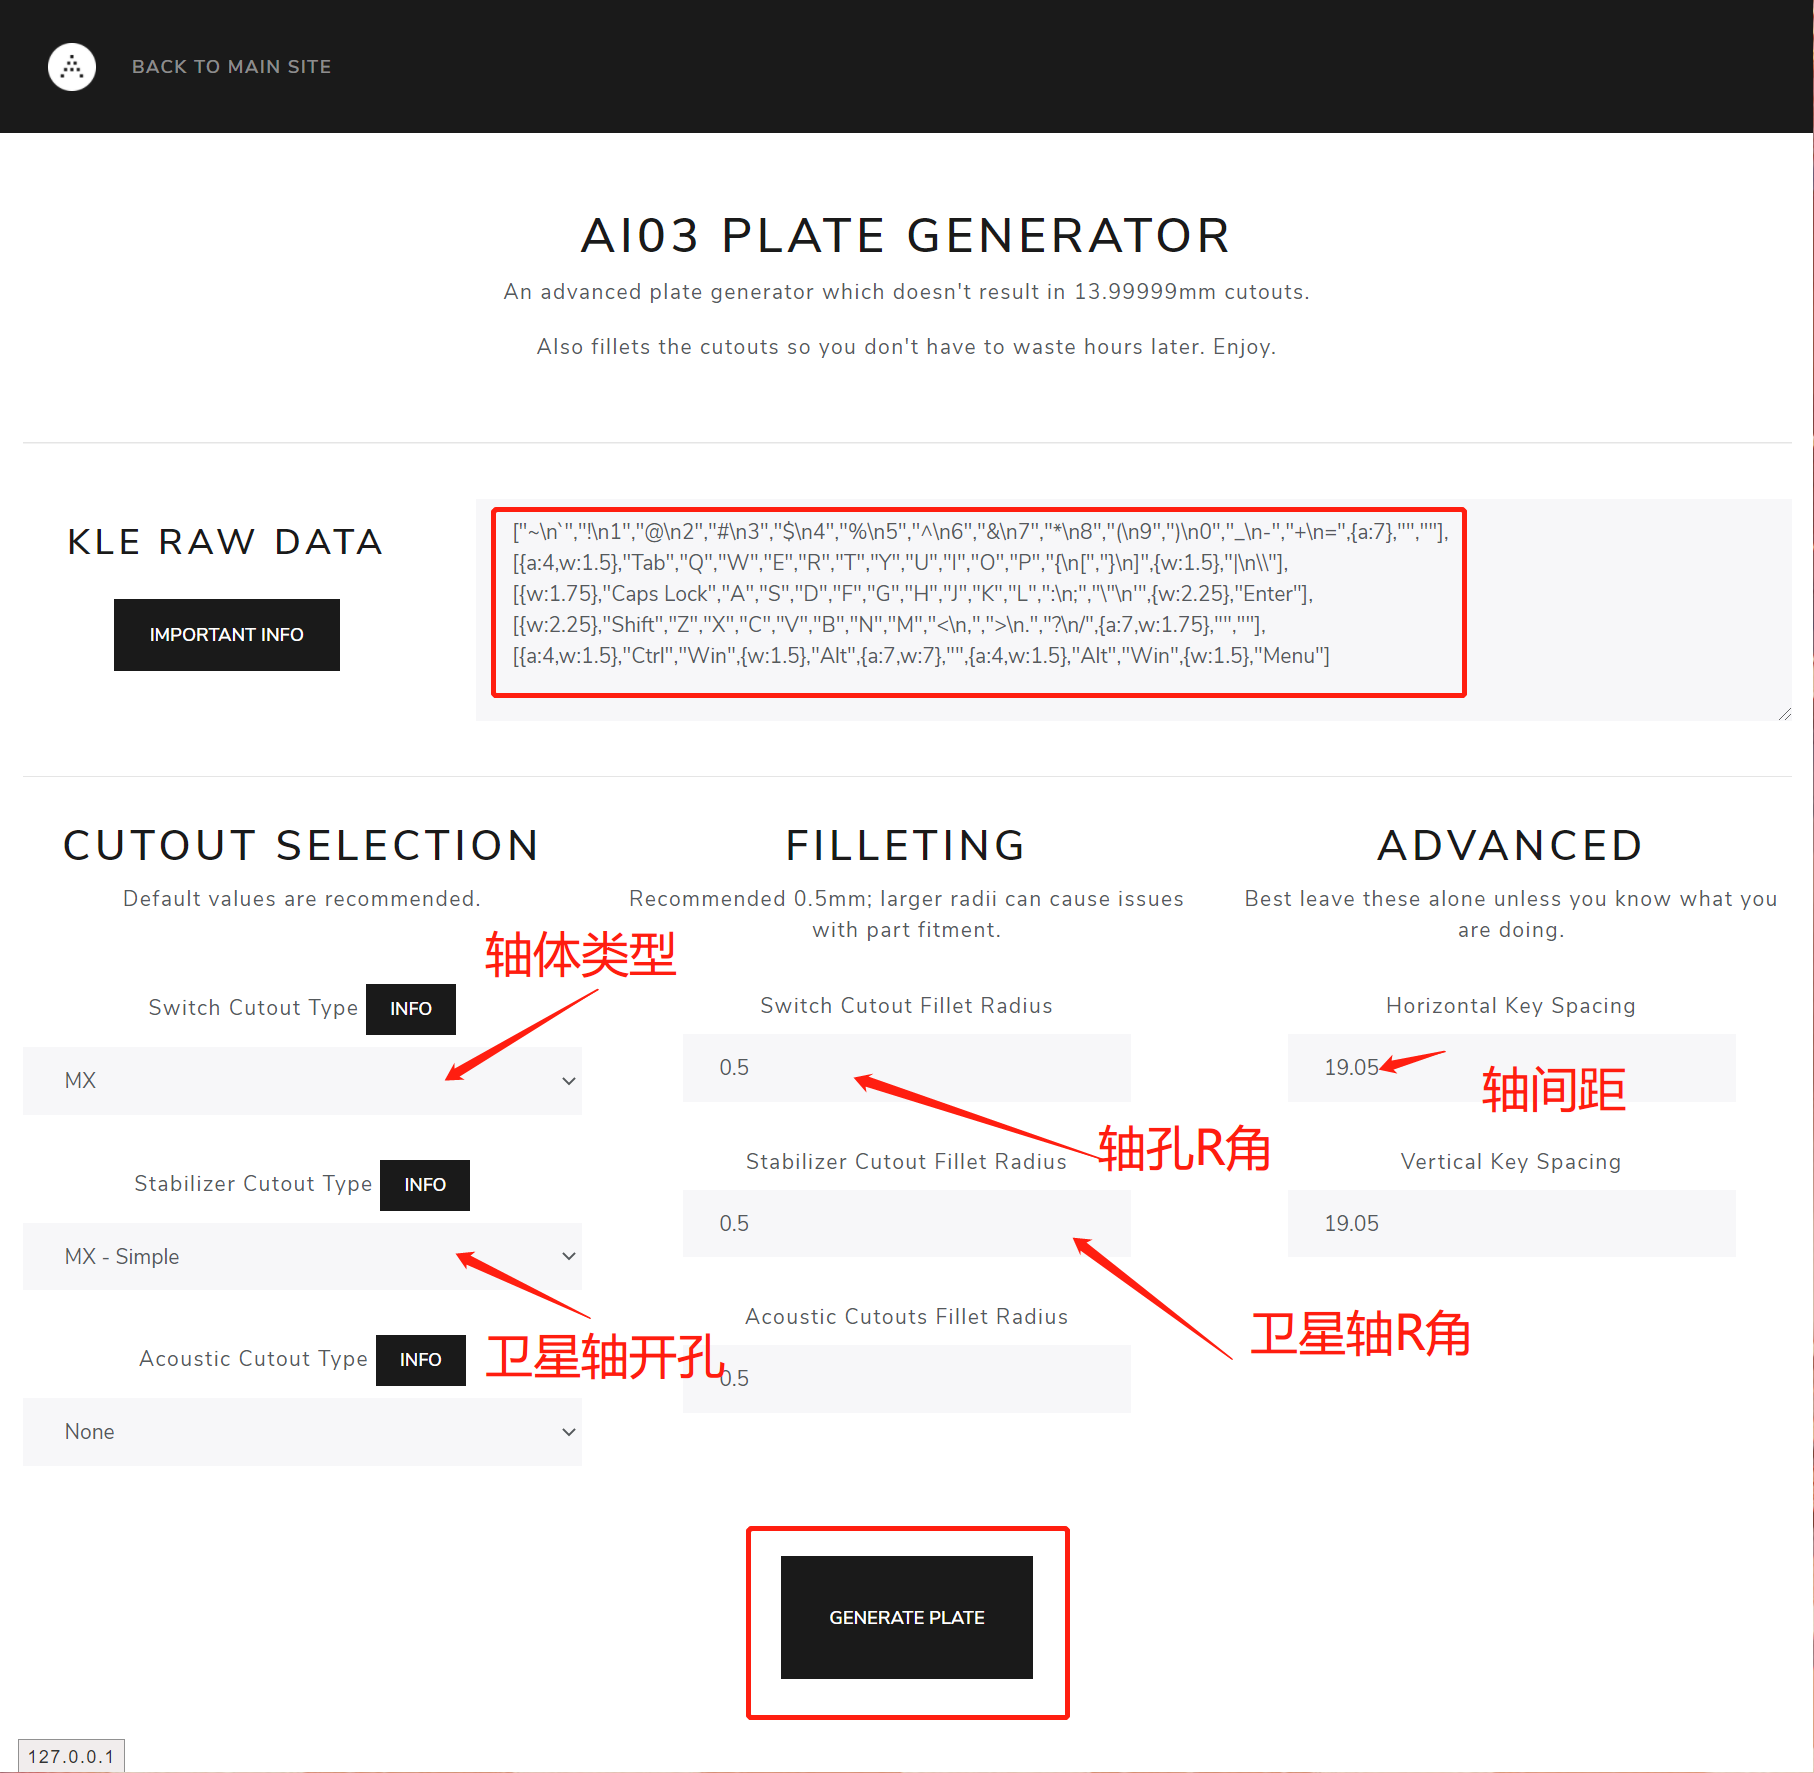 BACK TO MAIN SITE
AI03 PLATE GENERATOR
An advanced plate generator which doesn't result in 13.99999mm cutouts.
Also fillets the cutouts so you don't have to waste hours later. Enjoy.
KLE RAW DATA
IMPORTANT INFO
["~\n`","!\n1","@\n2","#\n3","$\n4","%\n5","^\n6","&\n7","*\n8","(\n9",")\n0","_\n-","+\n=",{a:7},"",""],
[{a:4,w:1.5},"Tab","Q","W","E","R","T","Y","U","I","O","P","{\n[","}\n]",{w:1.5},"|\n\\"],
[{w:1.75},"Caps Lock","A","S","D","F","G","H","J","K","L",":\n;","\"\n'",{w:2.25},"Enter"],
[{w:2.25},"Shift","Z","X","C","V","B","N","M","<\n,",">\n.","?\n/",{a:7,w:1.75},"",""],
[{a:4,w:1.5},"Ctrl","Win",{w:1.5},"Alt",{a:7,w:7},"",{a:4,w:1.5},"Alt","Win",{w:1.5},"Menu"]
CUTOUT SELECTION
Default values are recommended.
轴体类型
Switch Cutout Type INFO
MX
Stabilizer Cutout Type INFO
MX - Simple
卫星轴开孔
Acoustic Cutout Type INFO
None
FILLETING
Recommended 0.5mm; larger radii can cause issues
with part fitment.
Switch Cutout Fillet Radius
0.5
轴孔R角
Stabilizer Cutout Fillet Radius
0.5
卫星轴R角
Acoustic Cutouts Fillet Radius
0.5
ADVANCED
Best leave these alone unless you know what you
are doing.
Horizontal Key Spacing
19.05
轴间距
Vertical Key Spacing
19.05
GENERATE PLATE
127.0.0.1